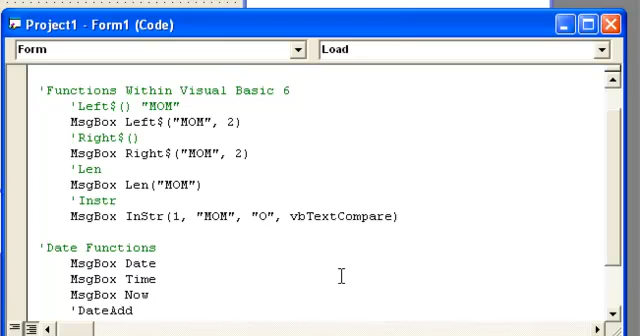 Project1 - Form1 (Code)
Form Load
'Functions Within Visual Basic 6
'Left$() "MOM"
MsgBox Left$("MOM", 2)
'Right$()
MsgBox Right$("MOM", 2)
'Len
MsgBox Len("MOM")
'Instr
MsgBox InStr(1, "MOM", "O", vbTextCompare)
'Date Functions
MsgBox Date
MsgBox Time
MsgBox Now
'DateAdd